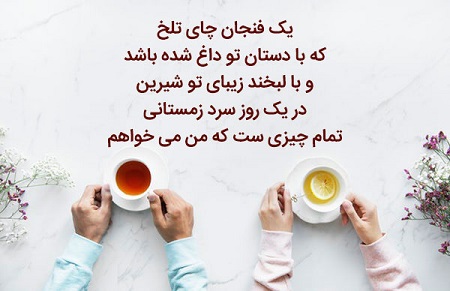 یک فنجان چای تلخ
که با دستان تو داغ شده باشد
و با لبخند زیبای تو شیرین
در یک روز سرد زمستانی
تمام چیزی ست که من می خواهم